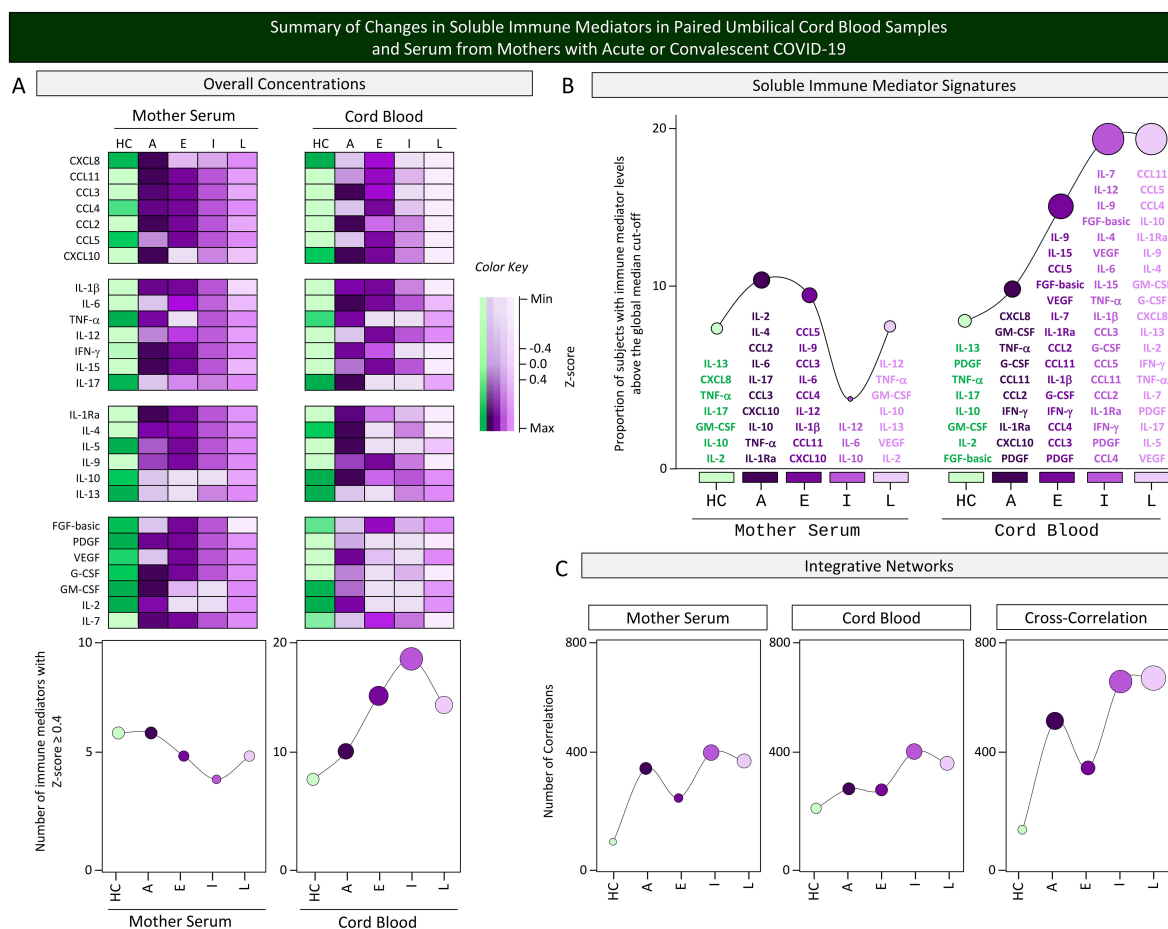 Summary of Changes in Soluble Immune Mediators in Paired Umbilical Cord Blood Samples
and Serum from Mothers with Acute or Convalescent COVID-19
A
Overall Concentrations
Mother Serum
Cord Blood
HC A E I L
HC A E I L
CXCL8
CCL11
CCL3
CCL4
CCL2
CCL5
CXCL10
IL-1β
IL-6
TNF-α
IL-12
IFN-γ
IL-15
IL-17
IL-1Ra
IL-4
IL-5
IL-9
IL-10
IL-13
FGF-basic
PDGF
VEGF
G-CSF
GM-CSF
IL-2
IL-7
Color Key
Min
-0.4
0.0
0.4
Max
Z-score
Number of immune mediators with
Z-score ≥ 0.4
10
5
0
HC A E I L
Mother Serum
20
10
0
HC A E I L
Cord Blood
B
Soluble Immune Mediator Signatures
Proportion of subjects with immune mediator levels
above the global median cut-off
20
10
0
IL-13
CXCL8
TNF-α
IL-17
GM-CSF
IL-10
IL-2
IL-2
IL-4
CCL2
IL-6
IL-17
CCL3
CXCL10
IL-10
TNF-α
IL-1Ra
CCL5
IL-9
CCL3
IL-6
CCL4
IL-12
IL-1β
CCL11
CXCL10
IL-12
IL-6
IL-10
IL-12
TNF-α
GM-CSF
IL-10
IL-13
VEGF
IL-2
IL-13
PDGF
TNF-α
IL-17
IL-10
GM-CSF
IL-2
FGF-basic
CXCL8
GM-CSF
TNF-α
G-CSF
CCL11
CCL2
IFN-γ
IL-1Ra
CXCL10
PDGF
IL-9
IL-15
CCL5
FGF-basic
VEGF
IL-7
IL-1Ra
CCL2
CCL11
IL-1β
G-CSF
IFN-γ
CCL4
CCL3
PDGF
IL-7
IL-12
IL-9
FGF-basic
IL-4
VEGF
IL-6
IL-15
TNF-α
IL-1β
CCL3
G-CSF
CCL5
CCL11
CCL2
IL-1Ra
IFN-γ
PDGF
CCL4
CCL11
CCL5
CCL4
IL-10
IL-1Ra
IL-9
IL-4
GM-CSF
G-CSF
CXCL8
IL-13
IL-2
IFN-γ
TNF-α
IL-7
PDGF
IL-17
IL-5
VEGF
HC A E I L
HC A E I L
Mother Serum
Cord Blood
C
Integrative Networks
Number of Correlations
Mother Serum
800
400
0
HC A E I L
Cord Blood
800
400
0
HC A E I L
Cross-Correlation
800
400
0
HC A E I L